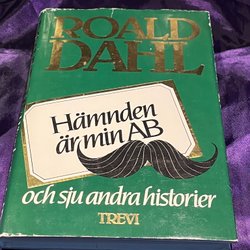 ROALD
DAHL
Hämnden
är min AB
och sju andra historier
TREVI